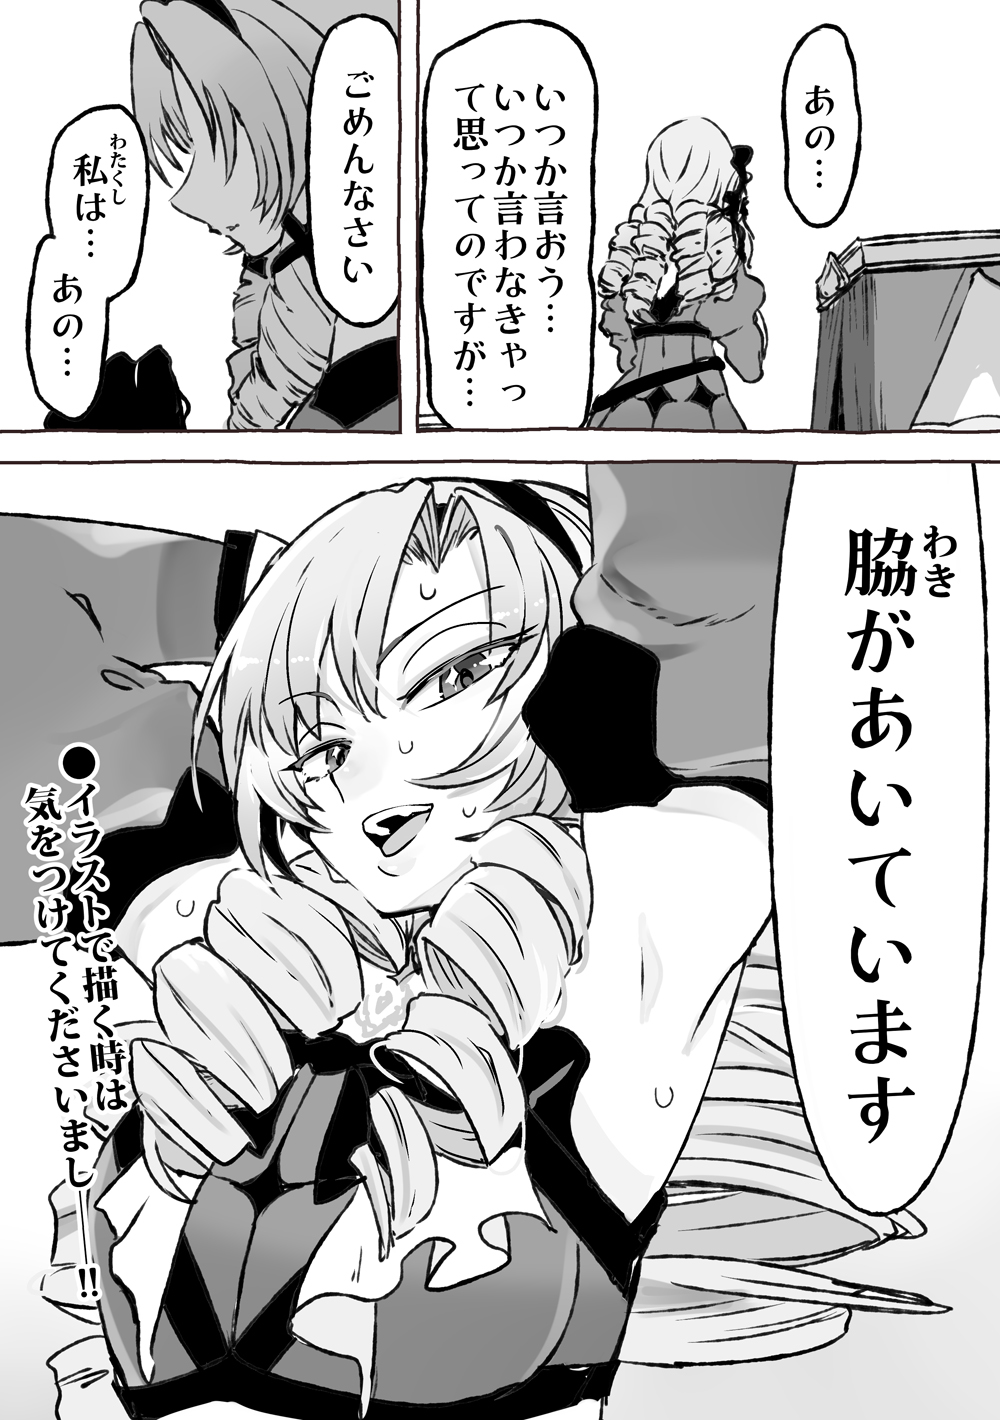 あの…
いつか言おう…
いつか言わなきゃっ
て思ってのですが…
ごめんなさい
私は…
わたくし
あの…
脇があいています
わき
●イラストで描く時は、
気をつけてくださいまし──!!